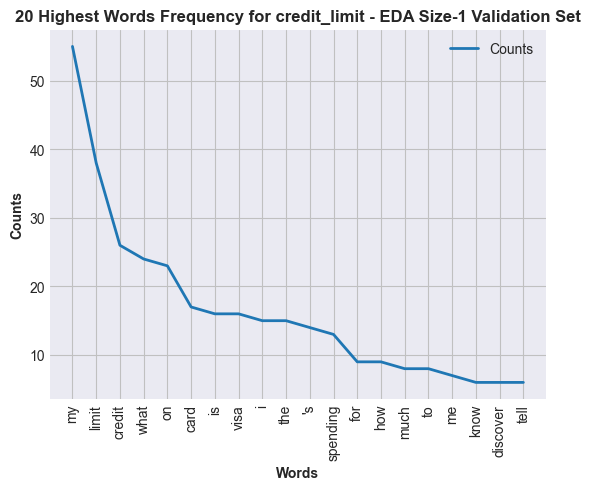 20 Highest Words Frequency for credit_limit - EDA Size-1 Validation Set
Counts
Counts
50
40
30
20
10
my
limit
credit
what
on
card
is
visa
i
the
's
spending
for
how
much
to
me
know
discover
tell
Words